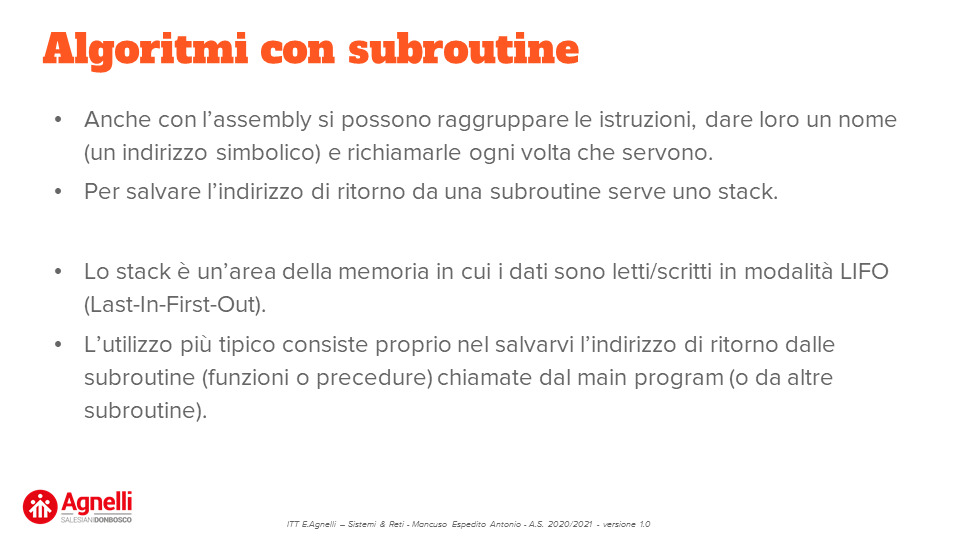 Algoritmi con subroutine
• Anche con l’assembly si possono raggruppare le istruzioni, dare loro un nome
(un indirizzo simbolico) e richiamarle ogni volta che servono.
• Per salvare l’indirizzo di ritorno da una subroutine serve uno stack.
• Lo stack è un’area della memoria in cui i dati sono letti/scritti in modalità LIFO
(Last-In-First-Out).
• L’utilizzo più tipico consiste proprio nel salvarvi l’indirizzo di ritorno dalle
subroutine (funzioni o procedure) chiamate dal main program (o da altre
subroutine).
Agnelli
SALESIANIDONBOSCO
ITT E.Agnelli – Sistemi & Reti - Mancuso Espedito Antonio - A.S. 2020/2021 - versione 1.0